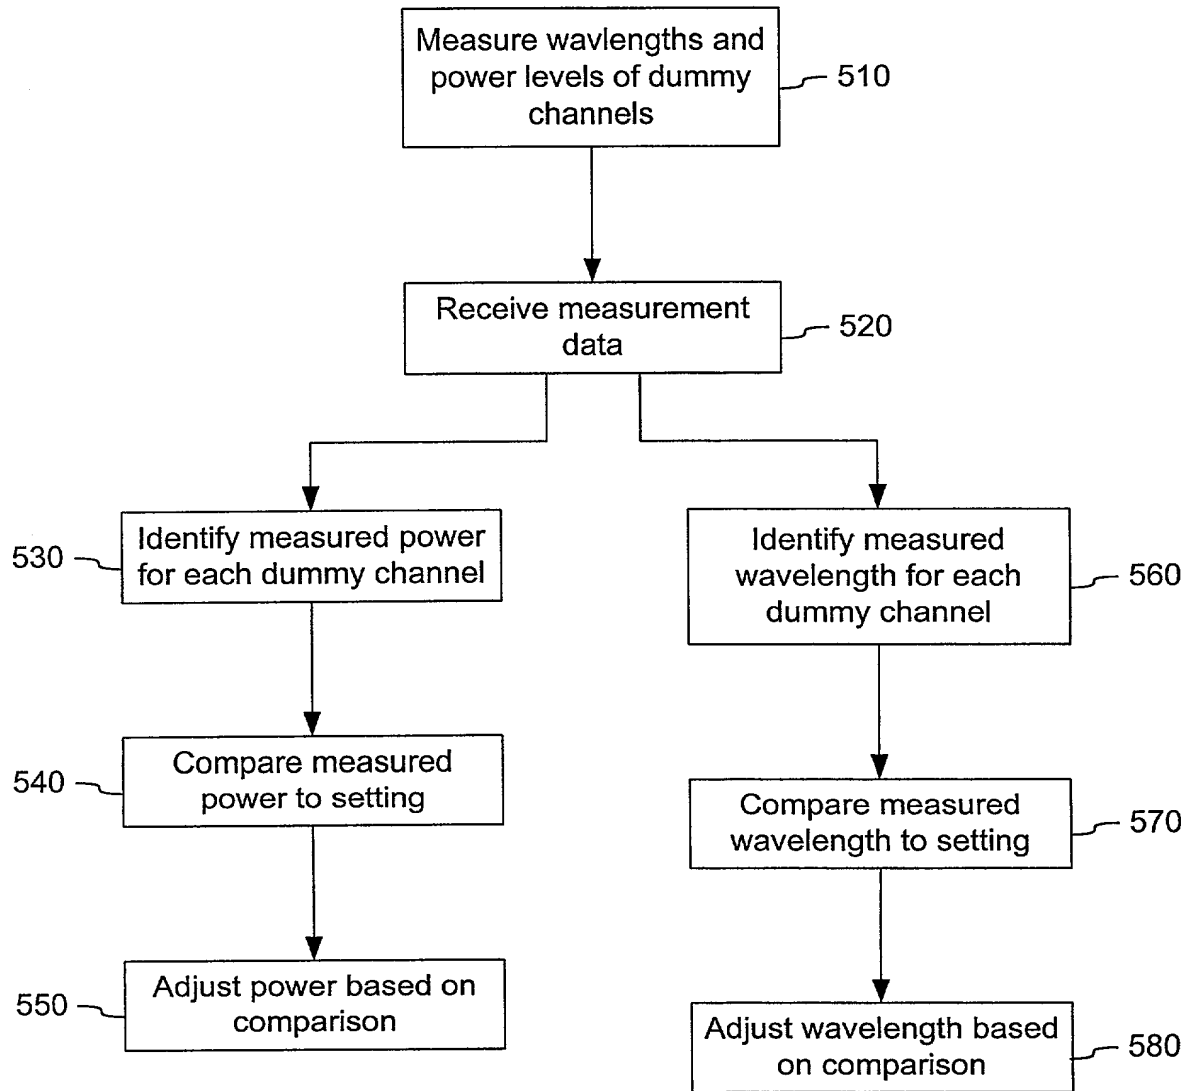 Measure wavlengths and
power levels of dummy
channels
510
Receive measurement
data
520
Identify measured power
for each dummy channel
530
Compare measured
power to setting
540
Adjust power based on
comparison
550
Identify measured
wavelength for each
dummy channel
560
Compare measured
wavelength to setting
570
Adjust wavelength based
on comparison
580